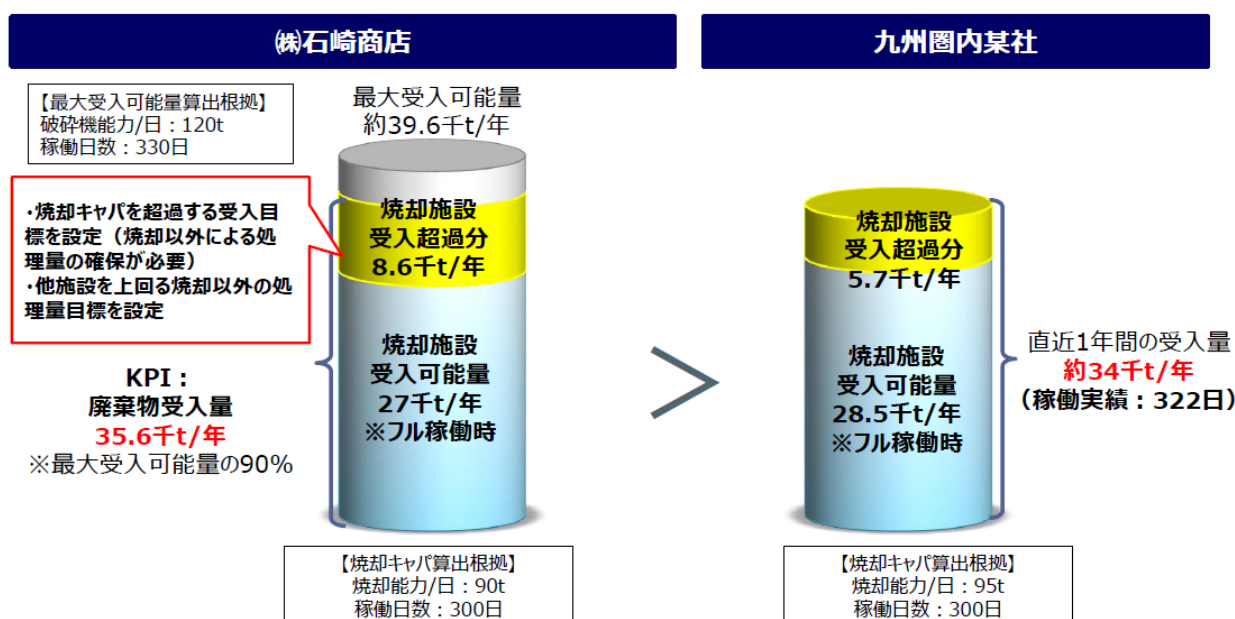 ㈱石崎商店
九州圏内某社
【最大受入可能量算出根拠】
破砕機能力/日：120t
稼働日数：330日
最大受入可能量
約39.6千t/年
・焼却キャパを超過する受入目
標を設定（焼却以外による処
理量の確保が必要）
・他施設を上回る焼却以外の処
理量目標を設定
焼却施設
受入超過分
8.6千t/年
焼却施設
受入可能量
27千t/年
※フル稼働時
KPI：
廃棄物受入量
35.6千t/年
※最大受入可能量の90%
【焼却キャパ算出根拠】
焼却能力/日：90t
稼働日数：300日
焼却施設
受入超過分
5.7千t/年
焼却施設
受入可能量
28.5千t/年
※フル稼働時
直近1年間の受入量
約34千t/年
（稼働実績：322日）
【焼却キャパ算出根拠】
焼却能力/日：95t
稼働日数：300日